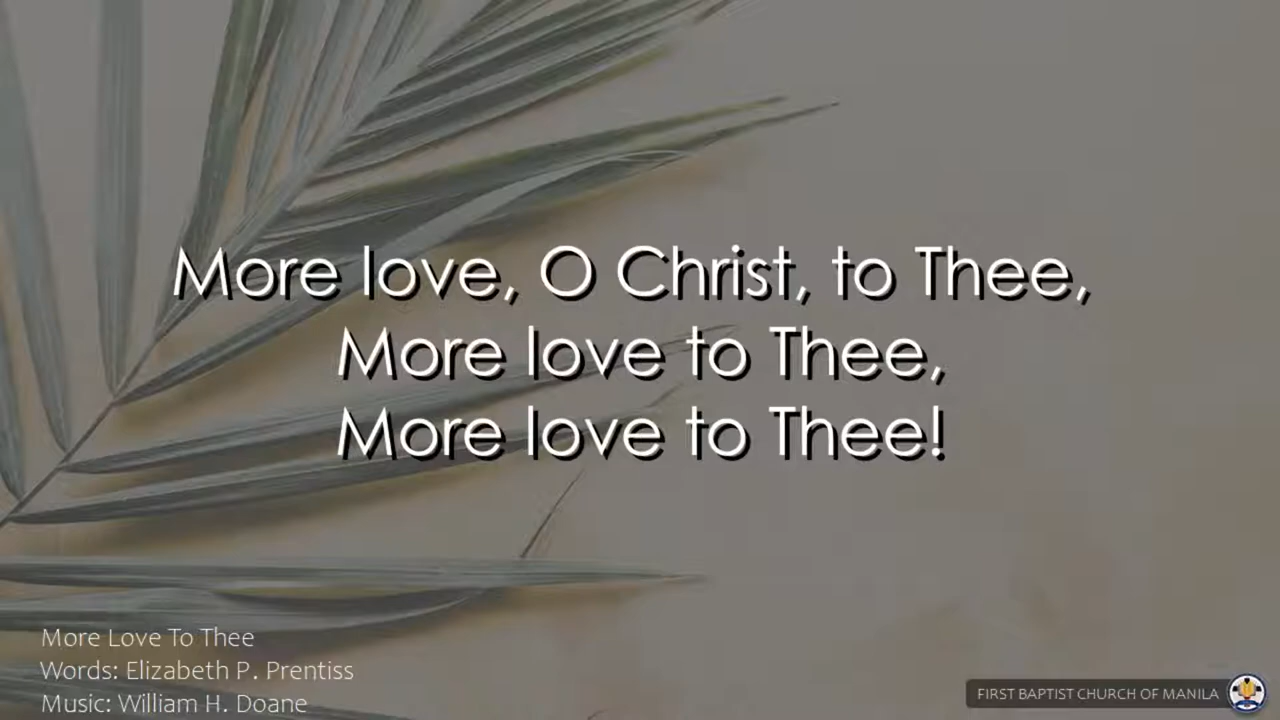 More love, O Christ, to Thee,
More love to Thee,
More love to Thee!
More Love To Thee
Words: Elizabeth P. Prentiss
Music: William H. Doane
FIRST BAPTIST CHURCH OF MANILA